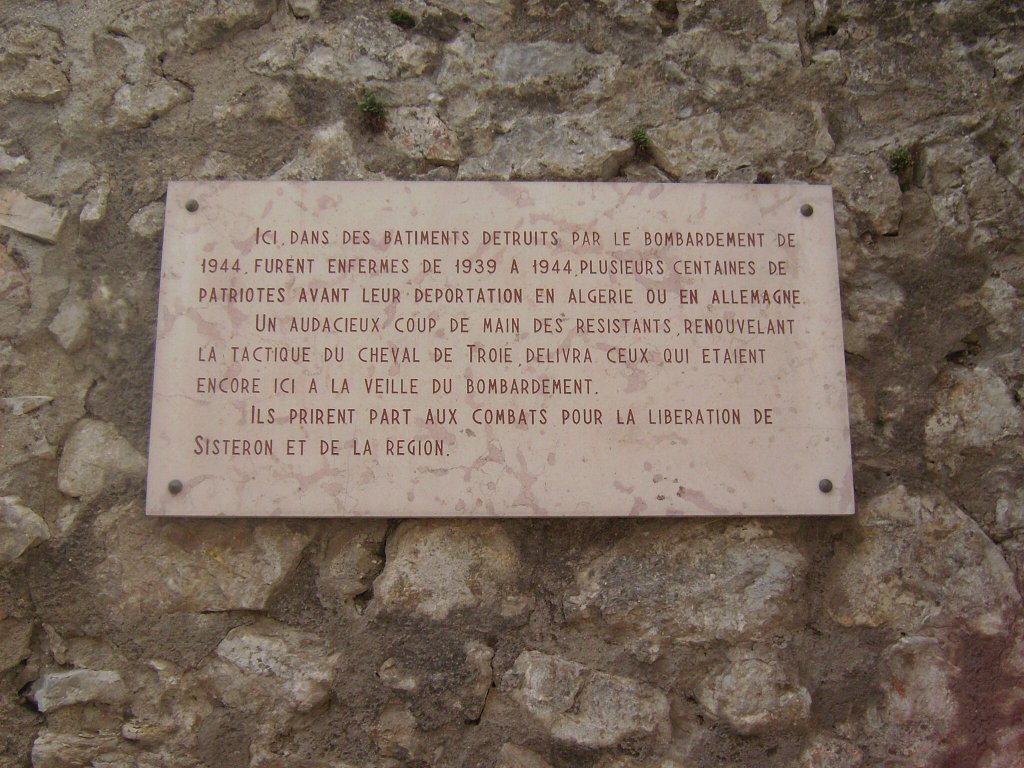 ICI, DANS DES BATIMENTS DETRUITS PAR LE BOMBARDEMENT DE
1944, FURENT ENFERMES DE 1939 A 1944, PLUSIEURS CENTAINES DE
PATRIOTES AVANT LEUR DEPORTATION EN ALGERIE OU EN ALLEMAGNE.
UN AUDACIEUX COUP DE MAIN DES RESISTANTS, RENOUVELANT
LA TACTIQUE DU CHEVAL DE TROIE, DELIVRA CEUX QUI ETAIENT
ENCORE ICI A LA VEILLE DU BOMBARDEMENT.
ILS PRIRENT PART AUX COMBATS POUR LA LIBERATION DE
SISTERON ET DE LA REGION.